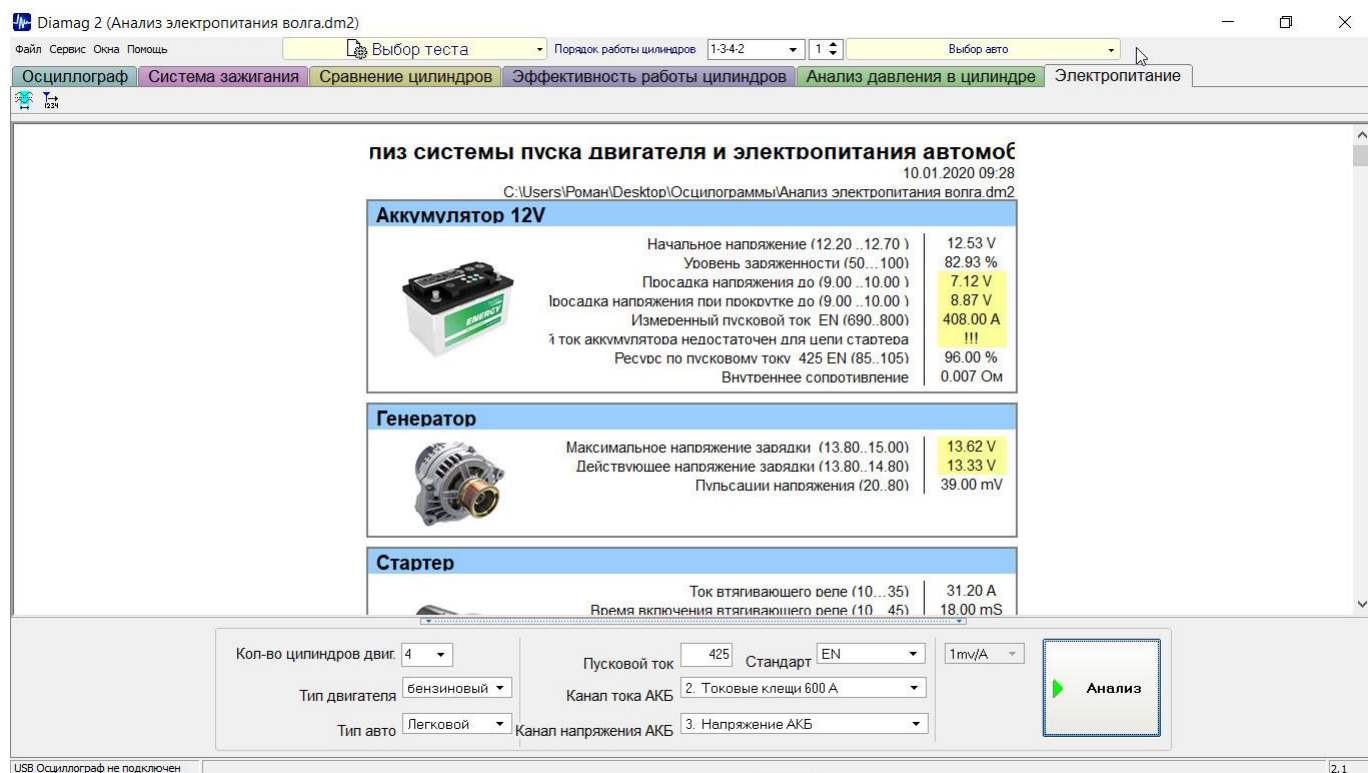 Diamag 2 (Анализ электропитания волга.dm2)
Файл Сервис Окна Помощь
Выбор теста
Порядок работы цилиндров
1-3-4-2
1
Выбор авто
Осциллограф
Система зажигания
Сравнение цилиндров
Эффективность работы цилиндров
Анализ давления в цилиндре
Электропитание
1234
лиз системы пуска двигателя и электропитания автомоб
10.01.2020 09:28
C:\Users\Роман\Desktop\Осцилограммы\Анализ электропитания волга.dm2
Аккумулятор 12V
ENERGY
Начальное напряжение (12.20 ..12.70 ) 12.53 V
Уровень заряженности (50...100) 82.93 %
Просадка напряжения до (9.00 ..10.00 ) 7.12 V
Просадка напряжения при прокрутке до (9.00 ..10.00 ) 8.87 V
Измеренный пусковой ток EN (690..800) 408.00 A
й ток аккумулятора недостаточен для цепи стартера !!!
Ресурс по пусковому току 425 EN (85..105) 96.00 %
Внутреннее сопротивление 0.007 Ом
Генератор
Максимальное напряжение зарядки (13.80..15.00) 13.62 V
Действующее напряжение зарядки (13.80..14.80) 13.33 V
Пульсации напряжения (20..80) 39.00 mV
Стартер
Ток втягивающего реле (10...35) 31.20 A
Время включения втягивающего реле (10...45) 18.00 mS
Кол-во цилиндров двиг. 4
Тип двигателя бензиновый
Тип авто Легковой
Пусковой ток 425 Стандарт EN
Канал тока АКБ 2. Токовые клещи 600 А
Канал напряжения АКБ 3. Напряжение АКБ
1mv/A
Анализ
USB Осциллограф не подключен
2.1